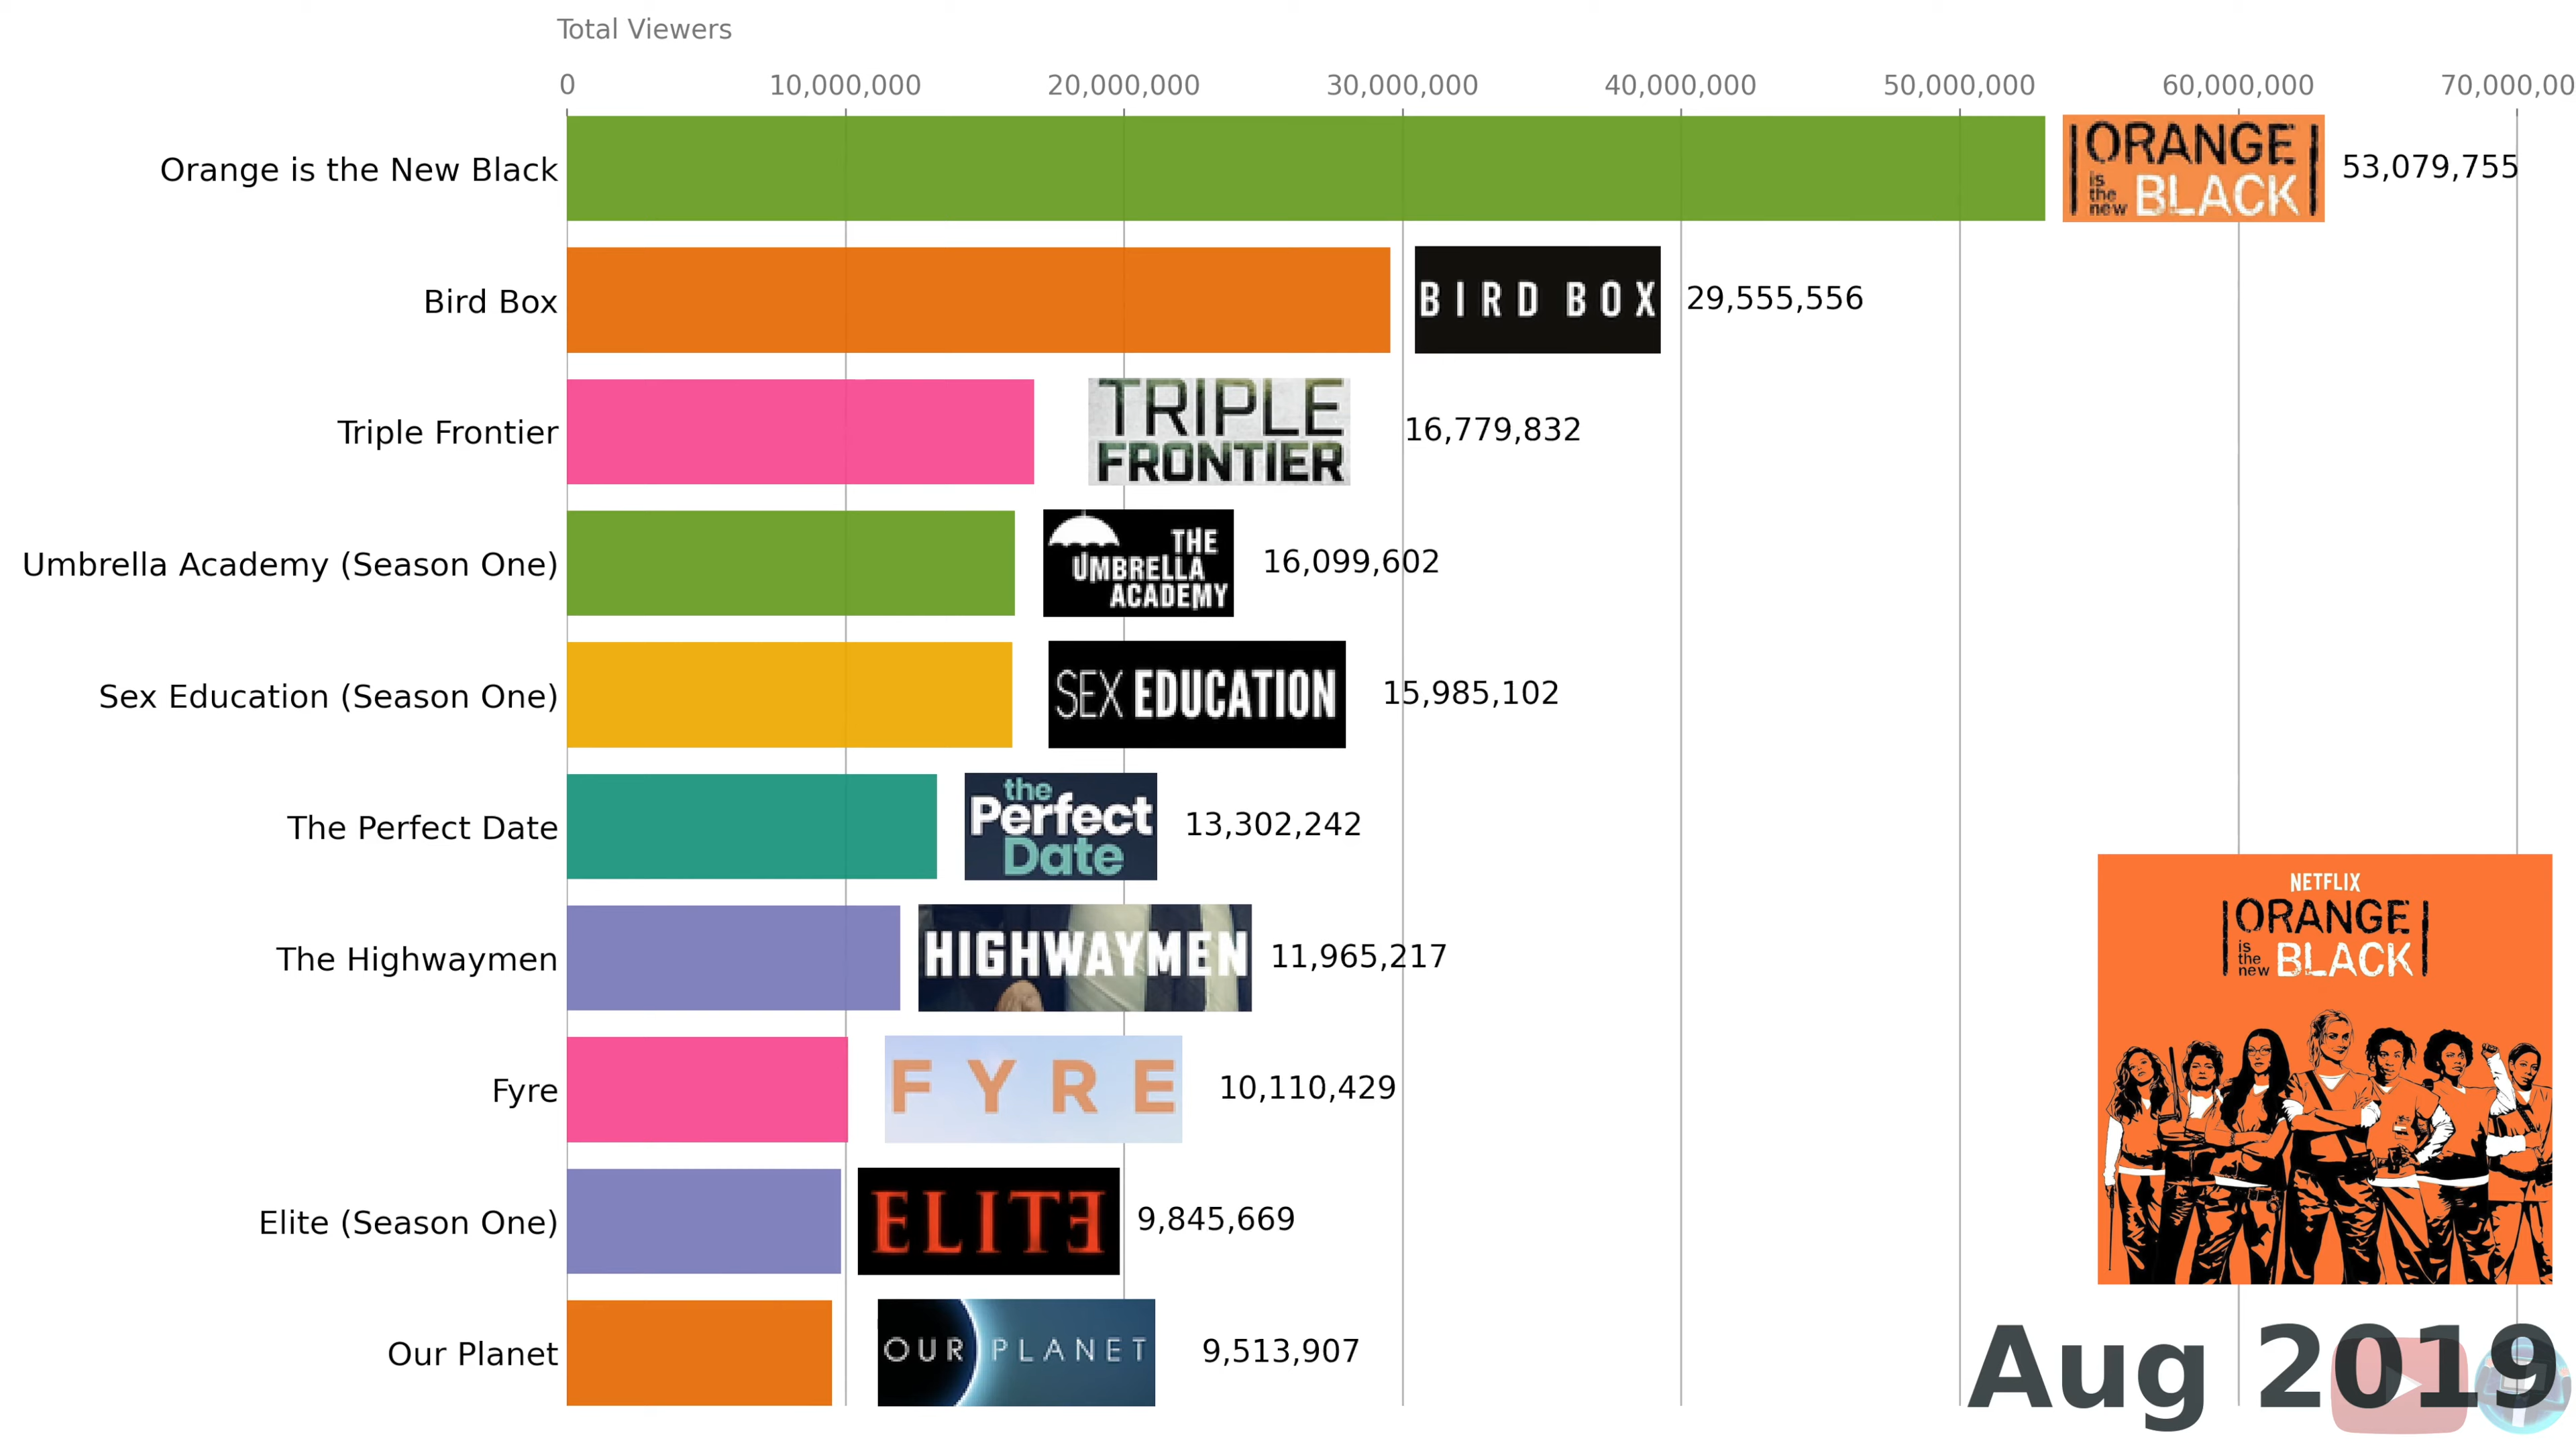 Total Viewers
0 10,000,000 20,000,000 30,000,000 40,000,000 50,000,000 60,000,000 70,000,00
Orange is the New Black
ORANGE
is the new BLACK
53,079,755
Bird Box
BIRD BOX
29,555,556
Triple Frontier
TRIPLE
FRONTIER
16,779,832
Umbrella Academy (Season One)
THE
UMBRELLA
ACADEMY
16,099,602
Sex Education (Season One)
SEX EDUCATION
15,985,102
The Perfect Date
the
Perfect
Date
13,302,242
The Highwaymen
HIGHWAYMEN
11,965,217
Fyre
FYRE
10,110,429
Elite (Season One)
ELITE
9,845,669
Our Planet
OUR PLANET
9,513,907
NETFLIX
ORANGE
is the new BLACK
Aug 2019